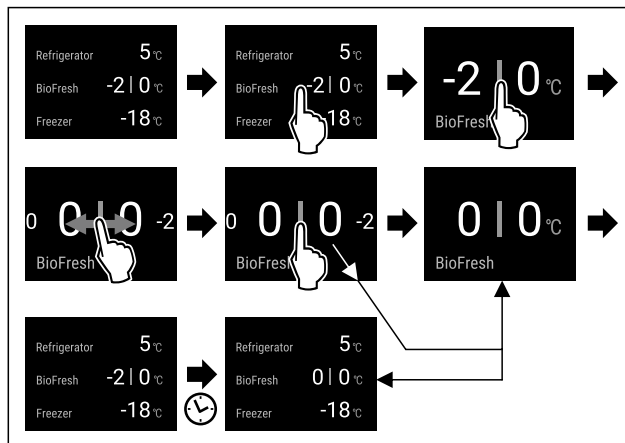 Refrigerator 5 °C
BioFresh -2 | 0 °C
Freezer -18 °C
Refrigerator 5 °C
BioFresh -2 | 0 °C
Freezer 18 °C
-2 | 0 °C
BioFresh
0 0 | 0 -2
BioFresh
0 0 | 0 -2
BioFresh
0 | 0 °C
BioFresh
Refrigerator 5 °C
BioFresh -2 | 0 °C
Freezer -18 °C
Refrigerator 5 °C
BioFresh 0 | 0 °C
Freezer -18 °C